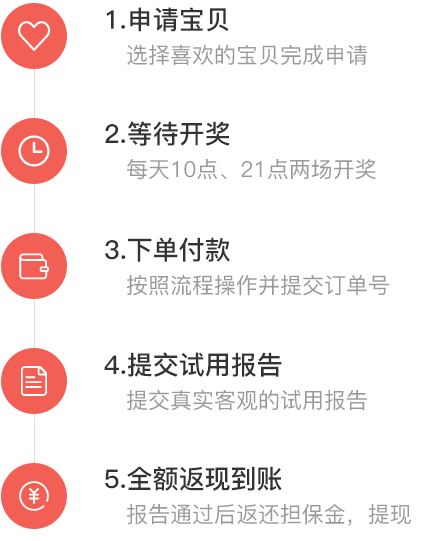 1.申请宝贝
选择喜欢的宝贝完成申请
2.等待开奖
每天10点、21点两场开奖
3.下单付款
按照流程操作并提交订单号
4.提交试用报告
提交真实客观的试用报告
5.全额返现到账
报告通过后返还担保金，提现